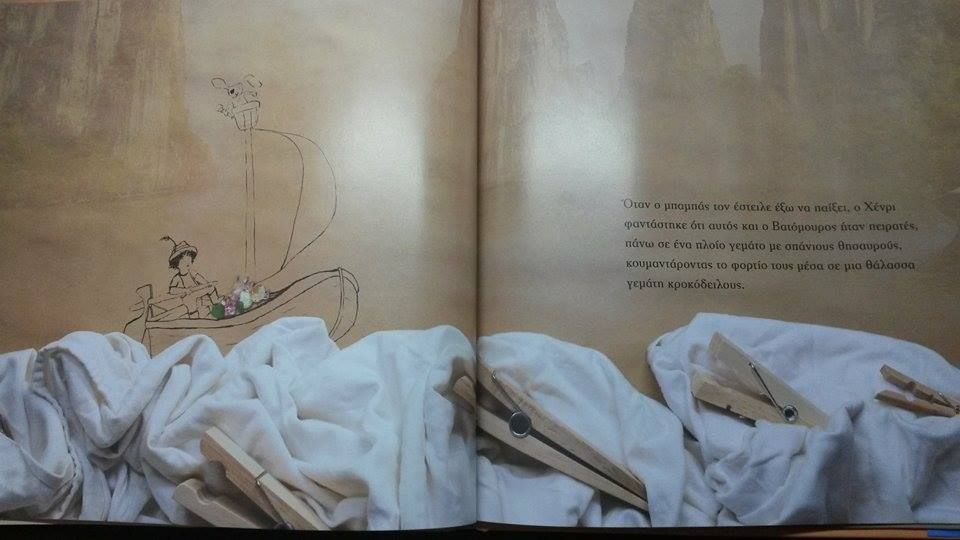 Όταν ο μπαμπάς τον έστειλε έξω να παίξει, ο Χένρι
φαντάστηκε ότι αυτός και ο Βατόμουρος ήταν πειρατές,
πάνω σε ένα πλοίο γεμάτο με σπάνιους θησαυρούς,
κουμαντάροντας το φορτίο τους μέσα σε μια θάλασσα
γεμάτη κροκόδειλους.